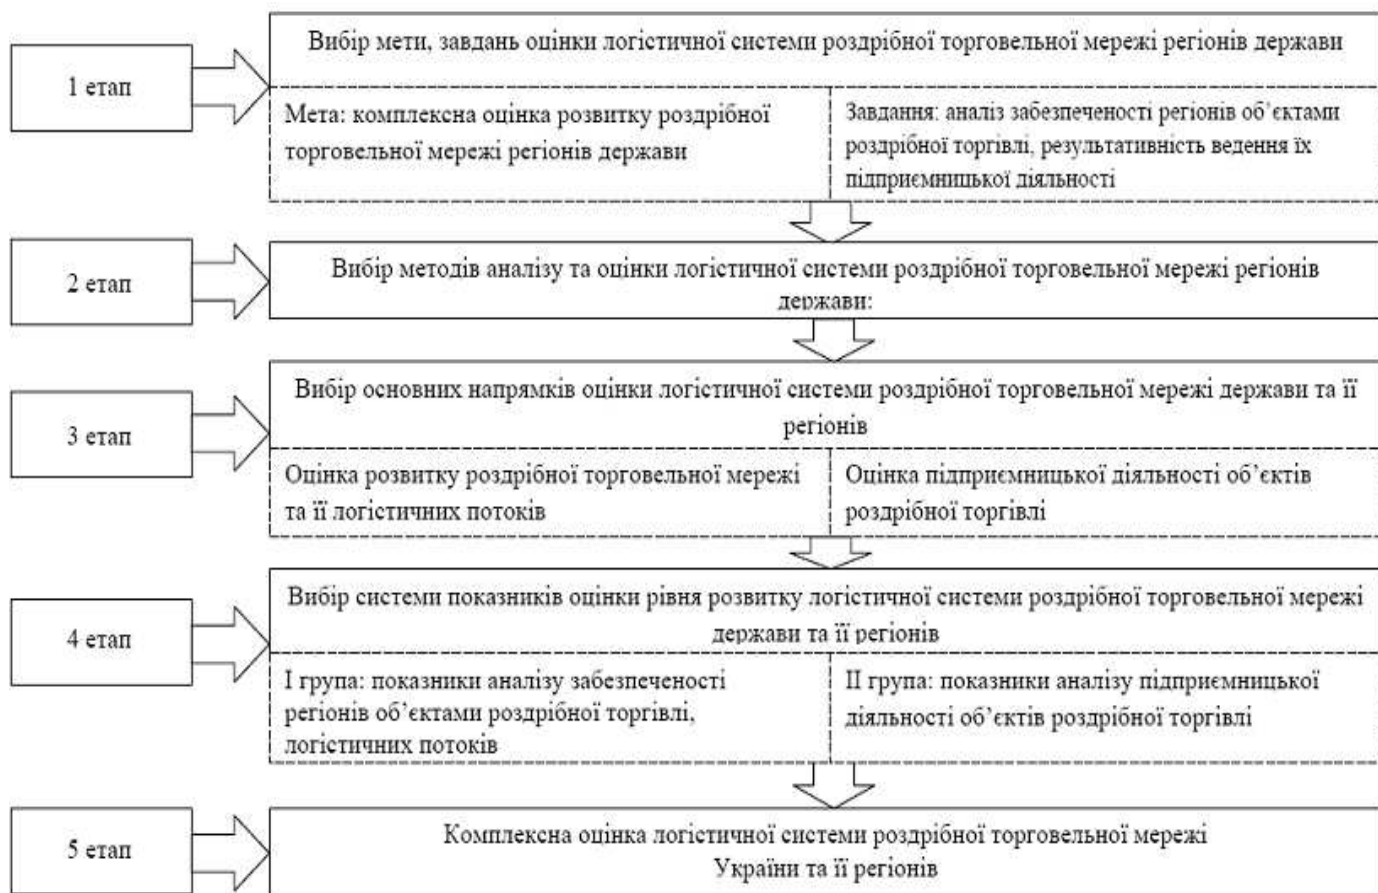 1 етап
Вибір мети, завдань оцінки логістичної системи роздрібної торговельної мережі регіонів держави
Мета: комплексна оцінка розвитку роздрібної
торговельної мережі регіонів держави
Завдання: аналіз забезпеченості регіонів об’єктами
роздрібної торгівлі, результативність ведення їх
підприємницької діяльності
2 етап
Вибір методів аналізу та оцінки логістичної системи роздрібної торговельної мережі регіонів
держави:
3 етап
Вибір основних напрямків оцінки логістичної системи роздрібної торговельної мережі держави та її
регіонів
Оцінка розвитку роздрібної торговельної мережі
та її логістичних потоків
Оцінка підприємницької діяльності об’єктів
роздрібної торгівлі
4 етап
Вибір системи показників оцінки рівня розвитку логістичної системи роздрібної торговельної мережі
держави та її регіонів
І група: показники аналізу забезпеченості
регіонів об’єктами роздрібної торгівлі,
логістичних потоків
ІІ група: показники аналізу підприємницької
діяльності об’єктів роздрібної торгівлі
5 етап
Комплексна оцінка логістичної системи роздрібної торговельної мережі
України та її регіонів